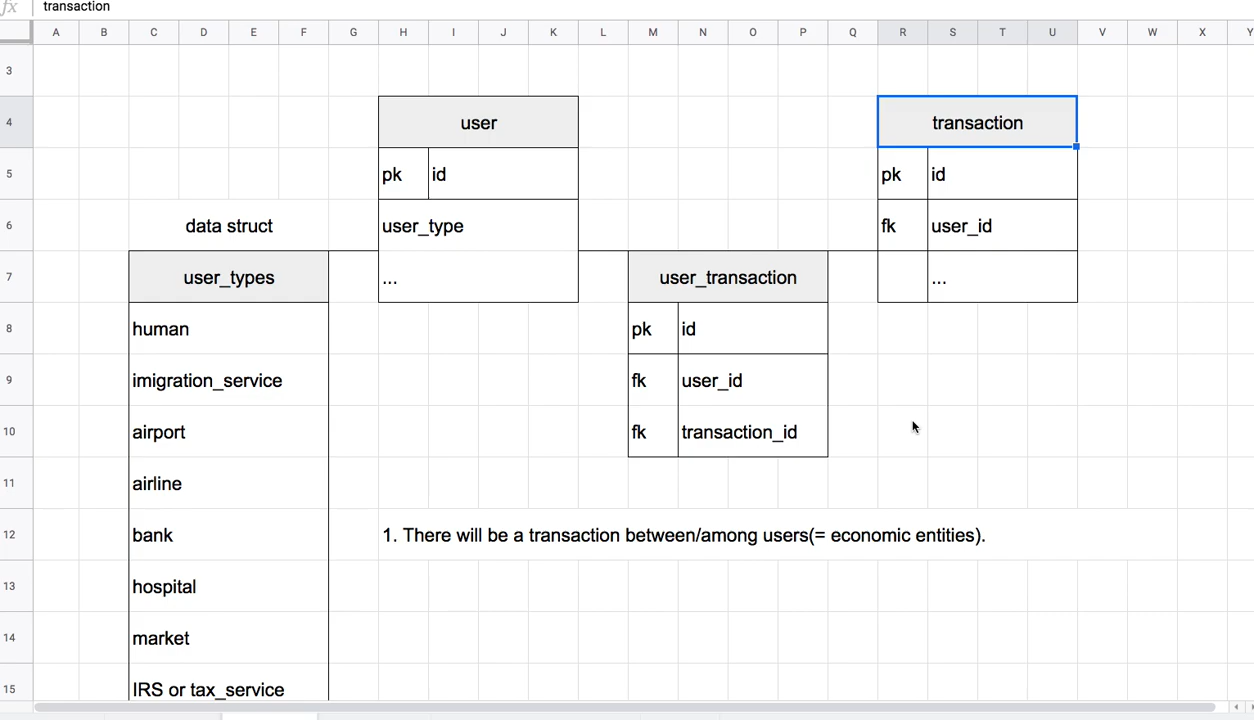 fx transaction
A B C D E F G H I J K L M N O P Q R S T U V W X Y
3
4 user transaction
5 pk id pk id
6 data struct user_type fk user_id
7 user_types ... user_transaction ...
8 human pk id
9 imigration_service fk user_id
10 airport fk transaction_id
11 airline
12 bank 1. There will be a transaction between/among users(= economic entities).
13 hospital
14 market
15 IRS or tax_service